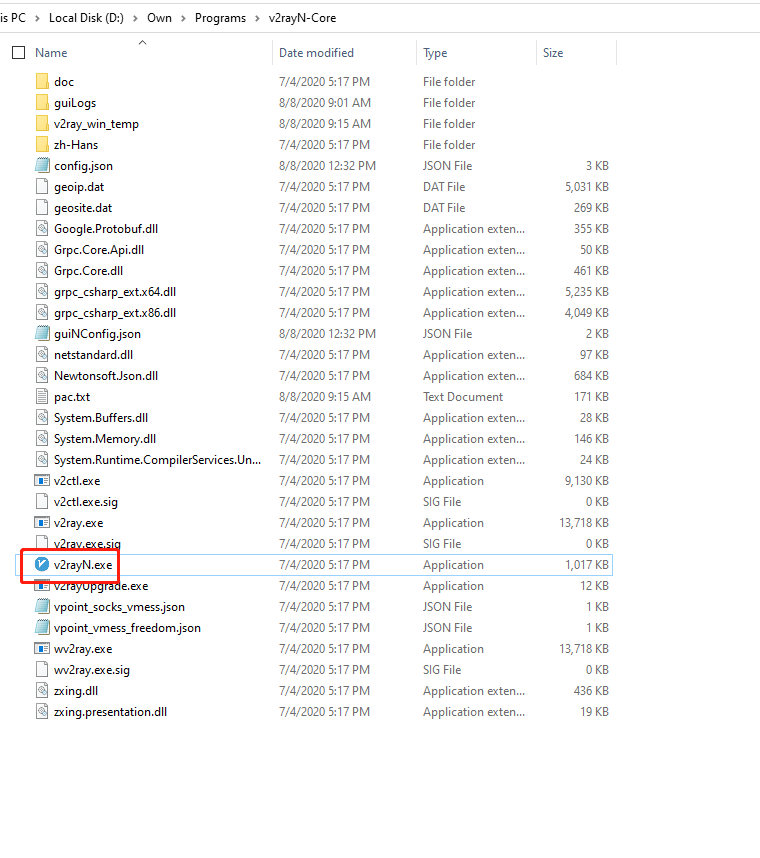 is PC > Local Disk (D:) > Own > Programs > v2rayN-Core
Name Date modified Type Size
doc 7/4/2020 5:17 PM File folder
guiLogs 8/8/2020 9:01 AM File folder
v2ray_win_temp 8/8/2020 9:15 AM File folder
zh-Hans 7/4/2020 5:17 PM File folder
config.json 8/8/2020 12:32 PM JSON File 3 KB
geoip.dat 7/4/2020 5:17 PM DAT File 5,031 KB
geosite.dat 7/4/2020 5:17 PM DAT File 269 KB
Google.Protobuf.dll 7/4/2020 5:17 PM Application exten... 355 KB
Grpc.Core.Api.dll 7/4/2020 5:17 PM Application exten... 50 KB
Grpc.Core.dll 7/4/2020 5:17 PM Application exten... 461 KB
grpc_csharp_ext.x64.dll 7/4/2020 5:17 PM Application exten... 5,235 KB
grpc_csharp_ext.x86.dll 7/4/2020 5:17 PM Application exten... 4,049 KB
guiNConfig.json 8/8/2020 12:32 PM JSON File 2 KB
netstandard.dll 7/4/2020 5:17 PM Application exten... 97 KB
Newtonsoft.Json.dll 7/4/2020 5:17 PM Application exten... 684 KB
pac.txt 8/8/2020 9:15 AM Text Document 171 KB
System.Buffers.dll 7/4/2020 5:17 PM Application exten... 28 KB
System.Memory.dll 7/4/2020 5:17 PM Application exten... 146 KB
System.Runtime.CompilerServices.Un... 7/4/2020 5:17 PM Application exten... 24 KB
v2ctl.exe 7/4/2020 5:17 PM Application 9,130 KB
v2ctl.exe.sig 7/4/2020 5:17 PM SIG File 0 KB
v2ray.exe 7/4/2020 5:17 PM Application 13,718 KB
v2ray.exe.sig 7/4/2020 5:17 PM SIG File 0 KB
v2rayN.exe 7/4/2020 5:17 PM Application 1,017 KB
v2rayUpgrade.exe 7/4/2020 5:17 PM Application 12 KB
vpoint_socks_vmess.json 7/4/2020 5:17 PM JSON File 1 KB
vpoint_vmess_freedom.json 7/4/2020 5:17 PM JSON File 1 KB
wv2ray.exe 7/4/2020 5:17 PM Application 13,718 KB
wv2ray.exe.sig 7/4/2020 5:17 PM SIG File 0 KB
zxing.dll 7/4/2020 5:17 PM Application exten... 436 KB
zxing.presentation.dll 7/4/2020 5:17 PM Application exten... 19 KB